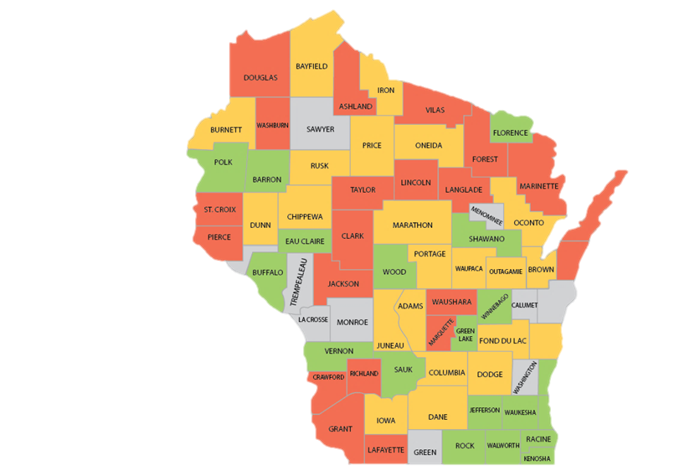 BAYFIELD
DOUGLAS
IRON
ASHLAND
VILAS
WASHBURN
SAWYER
BURNETT
FLORENCE
PRICE
ONEIDA
FOREST
POLK
RUSK
BARRON
TAYLOR
LINCOLN
LANGLADE
MARINETTE
ST. CROIX
DUNN
CHIPPEWA
MENOMINEE
OCONTO
MARATHON
PIERCE
CLARK
EAU CLAIRE
SHAWANO
PORTAGE
BUFFALO
TREMPEALEAU
WOOD
WAUPACA
OUTAGAMIE
BROWN
JACKSON
ADAMS
WAUSHARA
WINNEBAGO
CALUMET
LA CROSSE
MONROE
MARQUETTE
GREEN
LAKE
JUNEAU
FOND DU LAC
VERNON
SAUK
COLUMBIA
DODGE
WASHINGTON
CRAWFORD
RICHLAND
JEFFERSON
WAUKESHA
IOWA
DANE
GRANT
LAFAYETTE
GREEN
ROCK
WALWORTH
RACINE
KENOSHA